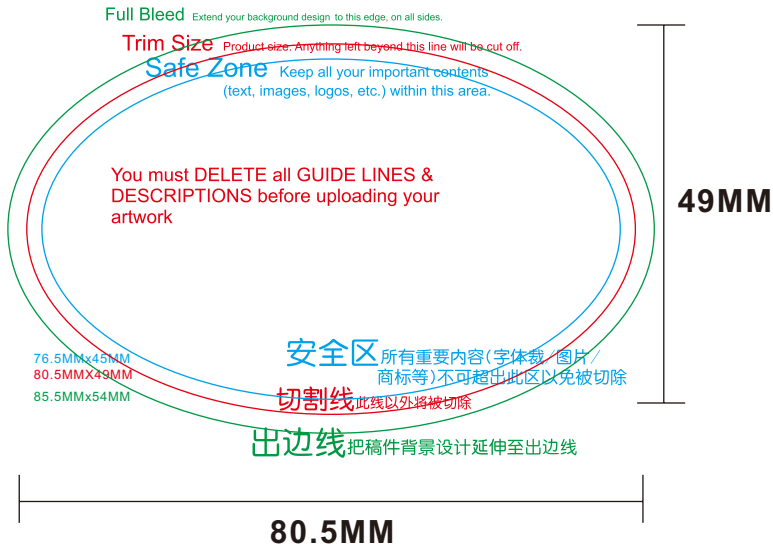 Full Bleed Extend your background design to this edge, on all sides.
Trim Size Product size. Anything left beyond this line will be cut off.
Safe Zone Keep all your important contents
(text, images, logos, etc.) within this area.
You must DELETE all GUIDE LINES &
DESCRIPTIONS before uploading your
artwork
49MM
安全区 所有重要内容(字体裁/图片/
商标等)不可超出此区以免被切除
76.5MMx45MM
80.5MMX49MM
切割线 此线以外将被切除
85.5MMx54MM
出边线 把稿件背景设计延伸至出边线
80.5MM